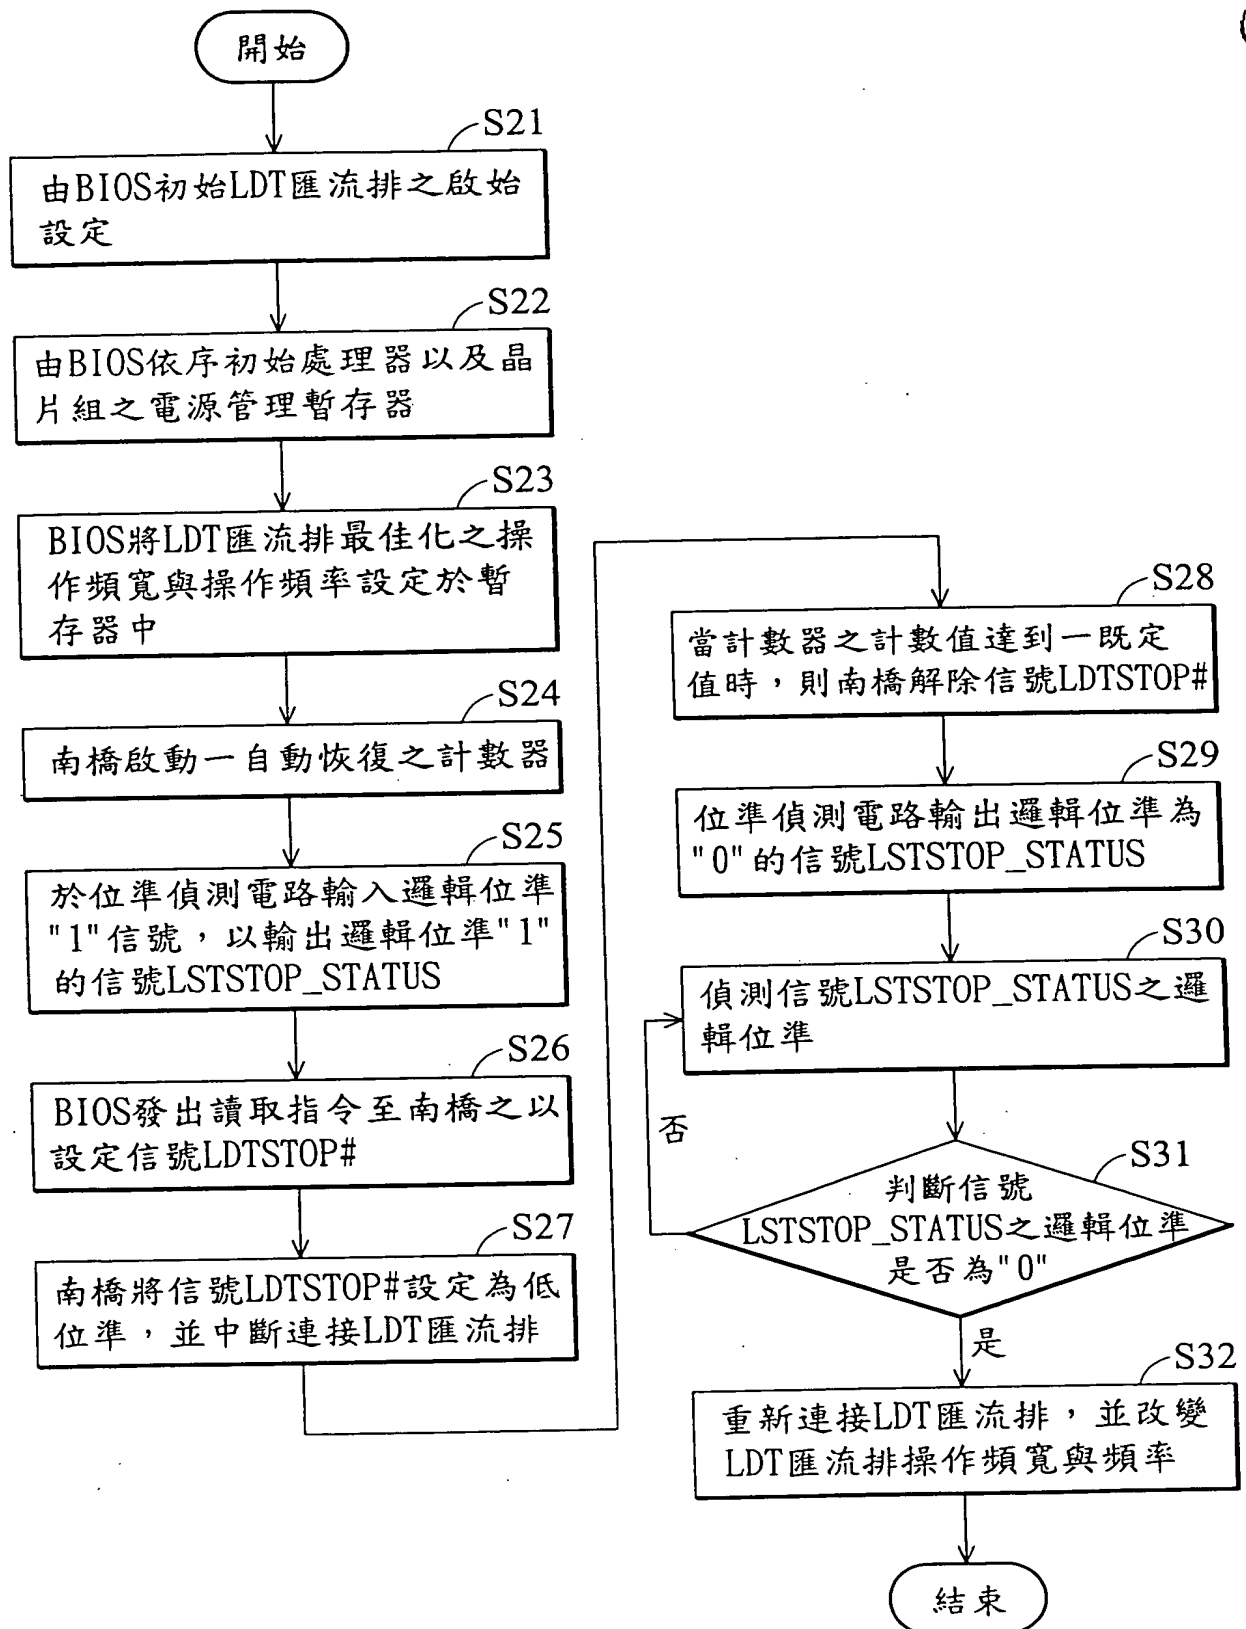 開始
S21
由BIOS初始LDT匯流排之啟始
設定
S22
由BIOS依序初始處理器以及晶
片組之電源管理暫存器
S23
BIOS將LDT匯流排最佳化之操
作頻寬與操作頻率設定於暫
存器中
S24
南橋啟動一自動恢復之計數器
S25
於位準偵測電路輸入邏輯位準
"1"信號，以輸出邏輯位準"1"
的信號LSTSTOP_STATUS
S26
BIOS發出讀取指令至南橋之以
設定信號LDTSTOP#
S27
南橋將信號LDTSTOP#設定為低
位準，並中斷連接LDT匯流排
S28
當計數器之計數值達到一既定
值時，則南橋解除信號LDTSTOP#
S29
位準偵測電路輸出邏輯位準為
"0"的信號LSTSTOP_STATUS
S30
偵測信號LSTSTOP_STATUS之邏
輯位準
否
S31
判斷信號
LSTSTOP_STATUS之邏輯位準
是否為"0"
是
S32
重新連接LDT匯流排，並改變
LDT匯流排操作頻寬與頻率
結束